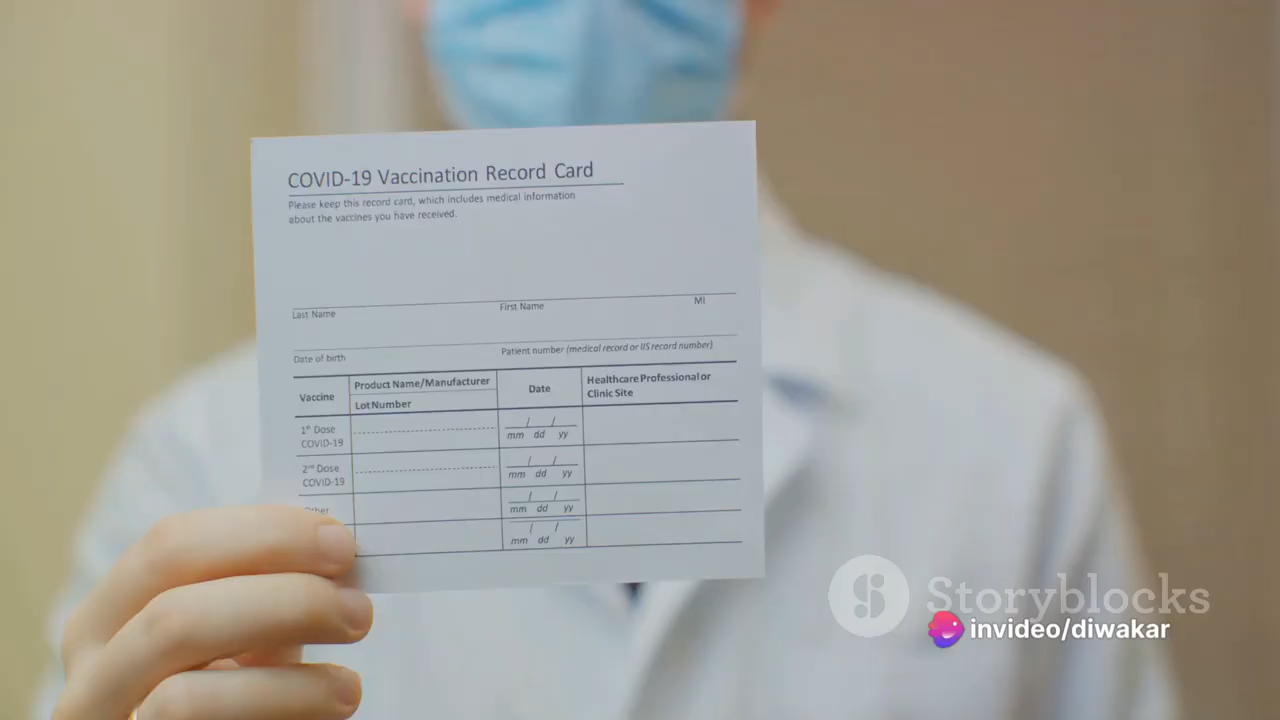 COVID-19 Vaccination Record Card
Please keep this record card, which includes medical information
about the vaccines you have received.
Last Name First Name MI
Date of birth Patient number (medical record or IIS record number)
Vaccine Product Name/Manufacturer Date Healthcare Professional or
Lot Number Clinic Site
1st Dose / /
COVID-19 mm dd yy
2nd Dose / /
COVID-19 mm dd yy
Other / /
mm dd yy
/ /
mm dd yy
Storyblocks
invideo/diwakar